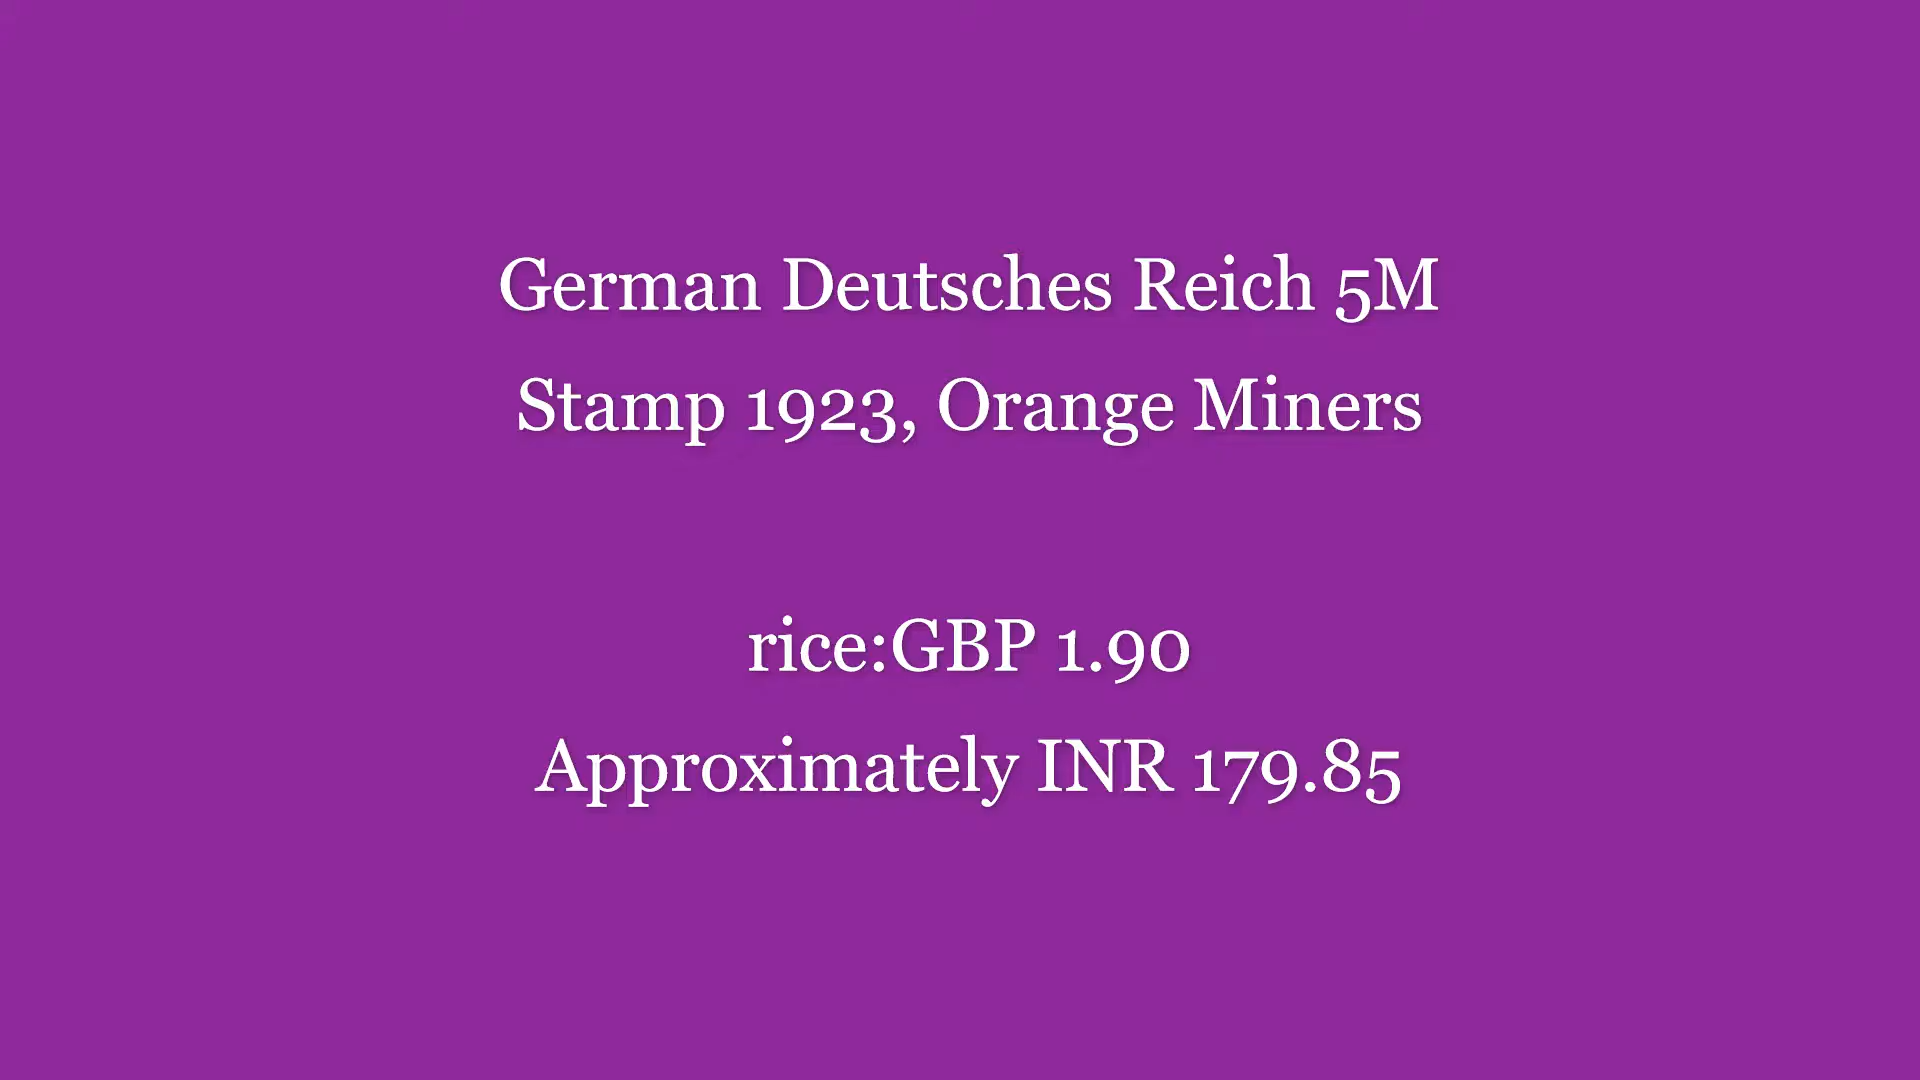 German Deutsches Reich 5M
Stamp 1923, Orange Miners
rice:GBP 1.90
Approximately INR 179.85